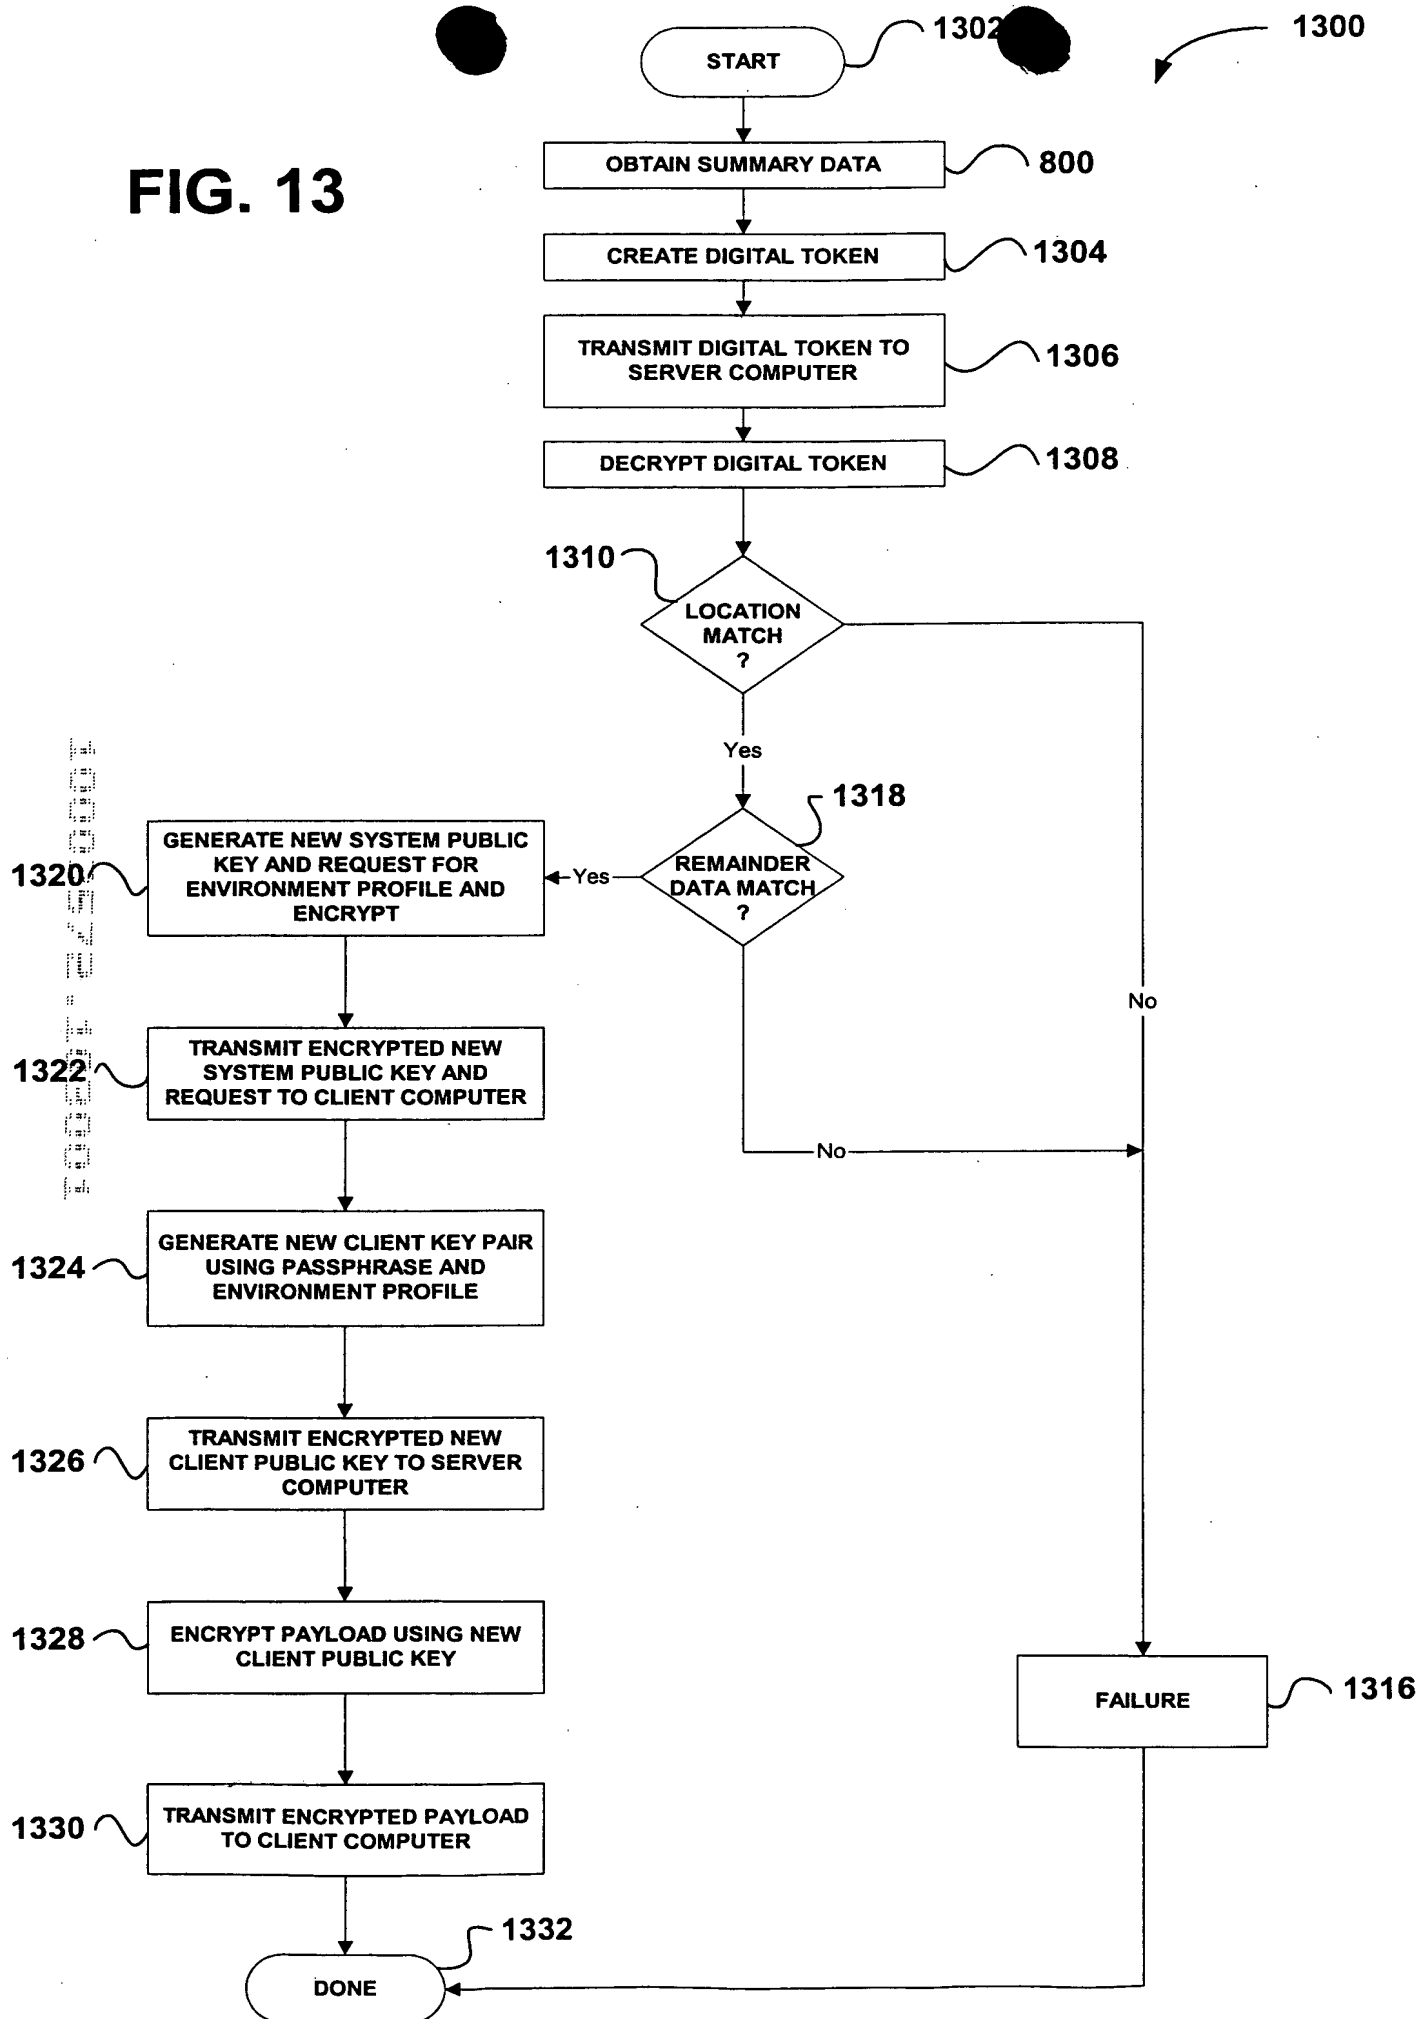 1302
1300
START
FIG. 13
OBTAIN SUMMARY DATA
800
CREATE DIGITAL TOKEN
1304
TRANSMIT DIGITAL TOKEN TO
SERVER COMPUTER
1306
DECRYPT DIGITAL TOKEN
1308
1310
LOCATION
MATCH
?
No
Yes
1318
REMAINDER
DATA MATCH
?
Yes
No
1320
GENERATE NEW SYSTEM PUBLIC
KEY AND REQUEST FOR
ENVIRONMENT PROFILE AND
ENCRYPT
1322
TRANSMIT ENCRYPTED NEW
SYSTEM PUBLIC KEY AND
REQUEST TO CLIENT COMPUTER
1324
GENERATE NEW CLIENT KEY PAIR
USING PASSPHRASE AND
ENVIRONMENT PROFILE
1326
TRANSMIT ENCRYPTED NEW
CLIENT PUBLIC KEY TO SERVER
COMPUTER
1328
ENCRYPT PAYLOAD USING NEW
CLIENT PUBLIC KEY
FAILURE
1316
1330
TRANSMIT ENCRYPTED PAYLOAD
TO CLIENT COMPUTER
1332
DONE